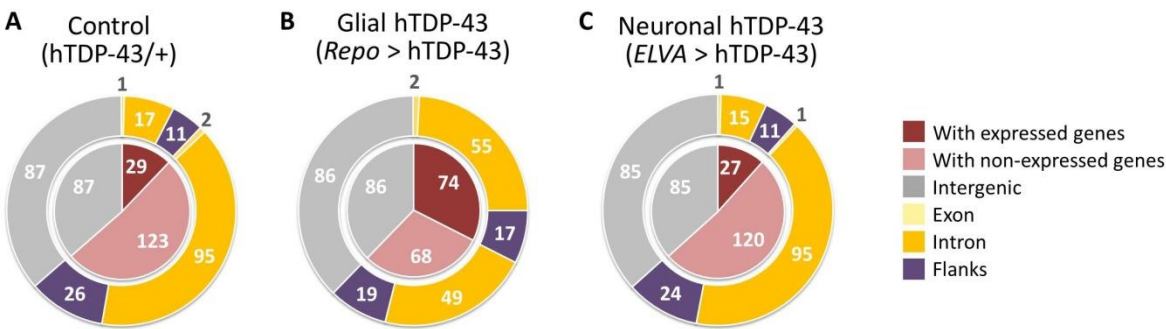 A
Control
(hTDP-43/+)
1
17
11
2
87
29
87
123
95
26
B
Glial hTDP-43
(Repo > hTDP-43)
2
55
86
86
74
17
68
49
19
C
Neuronal hTDP-43
(ELVA > hTDP-43)
1
15
11
1
85
27
85
120
95
24
With expressed genes
With non-expressed genes
Intergenic
Exon
Intron
Flanks